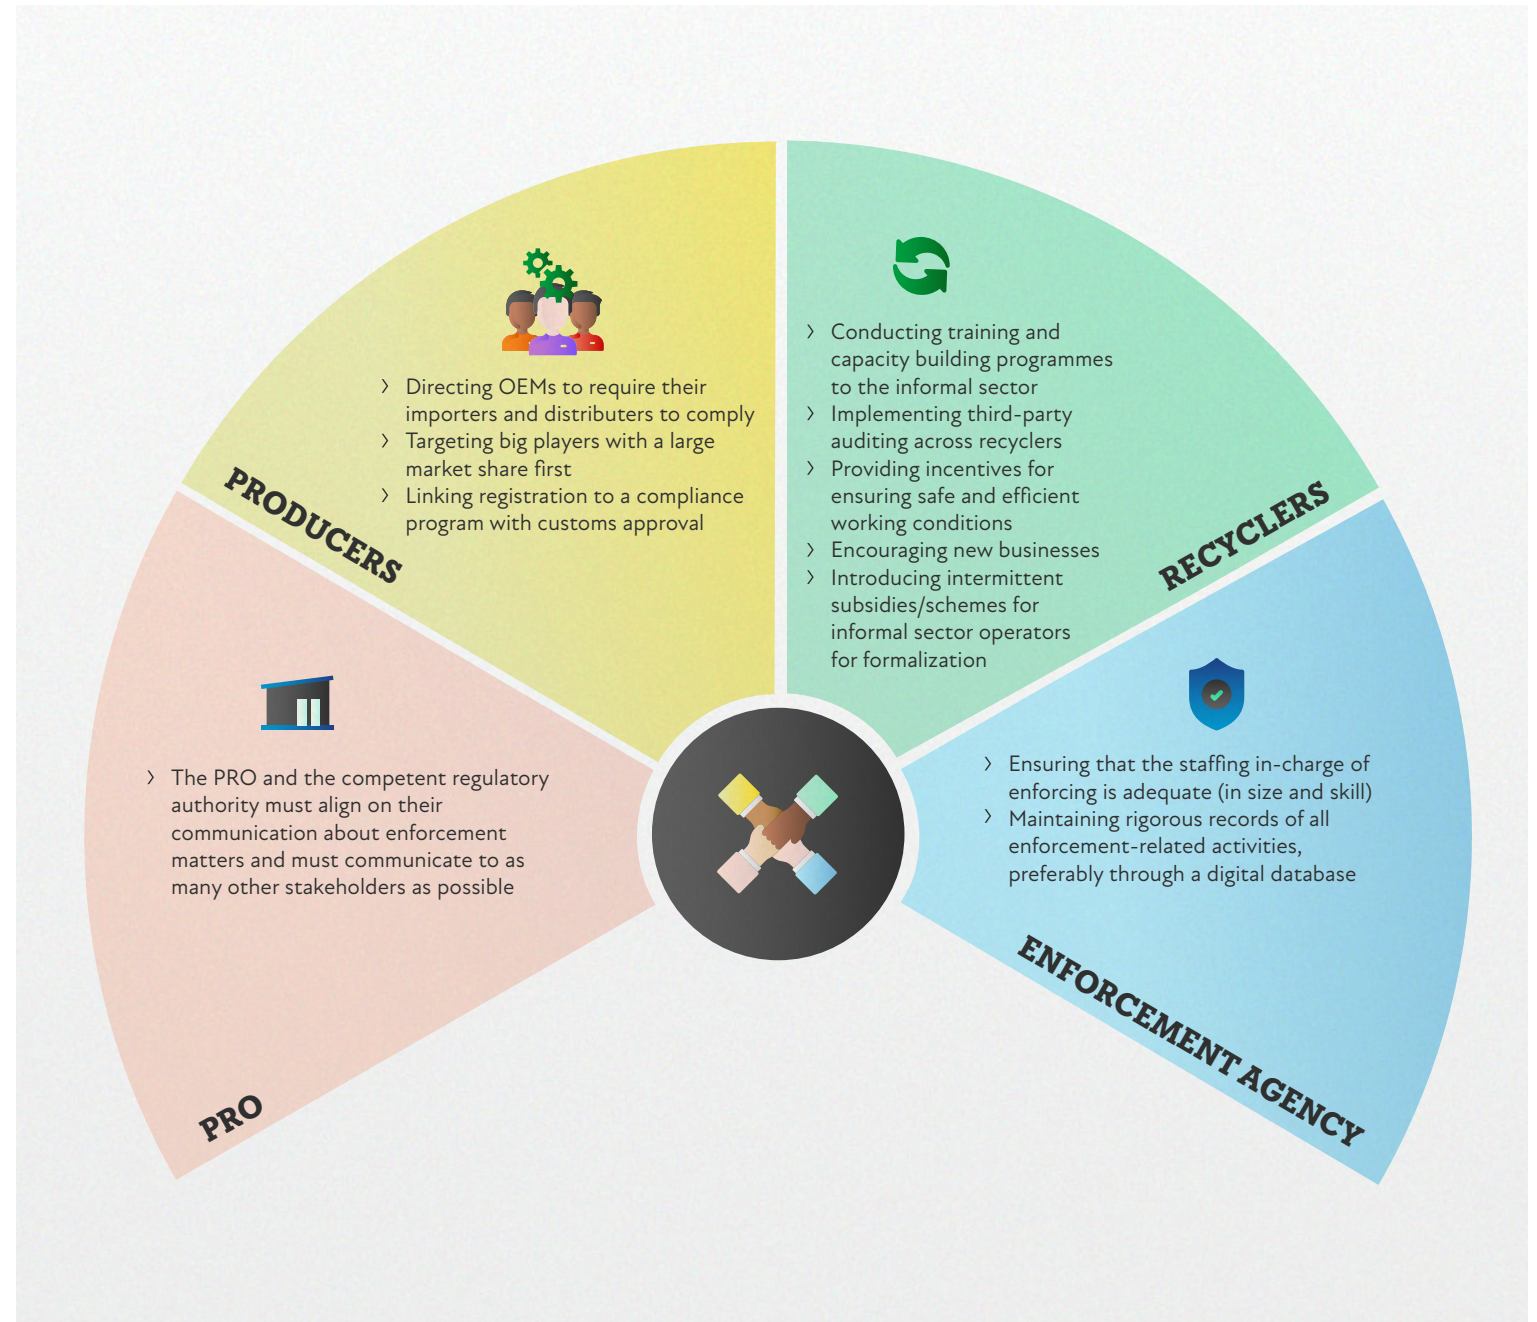 PRODUCERS
› Directing OEMs to require their
importers and distributers to comply
› Targeting big players with a large
market share first
› Linking registration to a compliance
program with customs approval
RECYCLERS
› Conducting training and
capacity building programmes
to the informal sector
› Implementing third-party
auditing across recyclers
› Providing incentives for
ensuring safe and efficient
working conditions
› Encouraging new businesses
› Introducing intermittent
subsidies/schemes for
informal sector operators
for formalization
PRO
› The PRO and the competent regulatory
authority must align on their
communication about enforcement
matters and must communicate to as
many other stakeholders as possible
ENFORCEMENT AGENCY
› Ensuring that the staffing in-charge of
enforcing is adequate (in size and skill)
› Maintaining rigorous records of all
enforcement-related activities,
preferably through a digital database